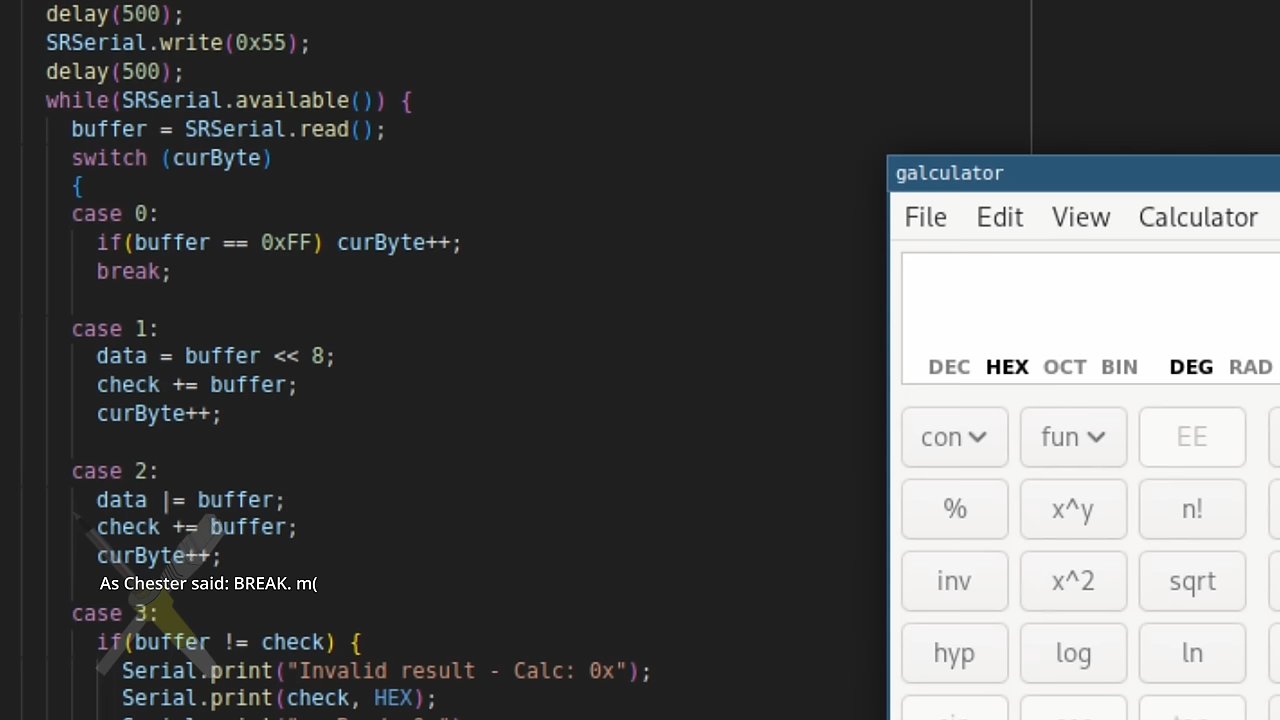 delay(500);
SRSerial.write(0x55);
delay(500);
while(SRSerial.available()) {
buffer = SRSerial.read();
switch (curByte)
{
case 0:
if(buffer == 0xFF) curByte++;
break;
case 1:
data = buffer << 8;
check += buffer;
curByte++;
case 2:
data |= buffer;
check += buffer;
curByte++;
As Chester said: BREAK. m(
case 3:
if(buffer != check) {
Serial.print("Invalid result - Calc: 0x");
Serial.print(check, HEX);
galculator
File Edit View Calculator
DEC HEX OCT BIN DEG RAD
con fun EE
% x^y n!
inv x^2 sqrt
hyp log ln